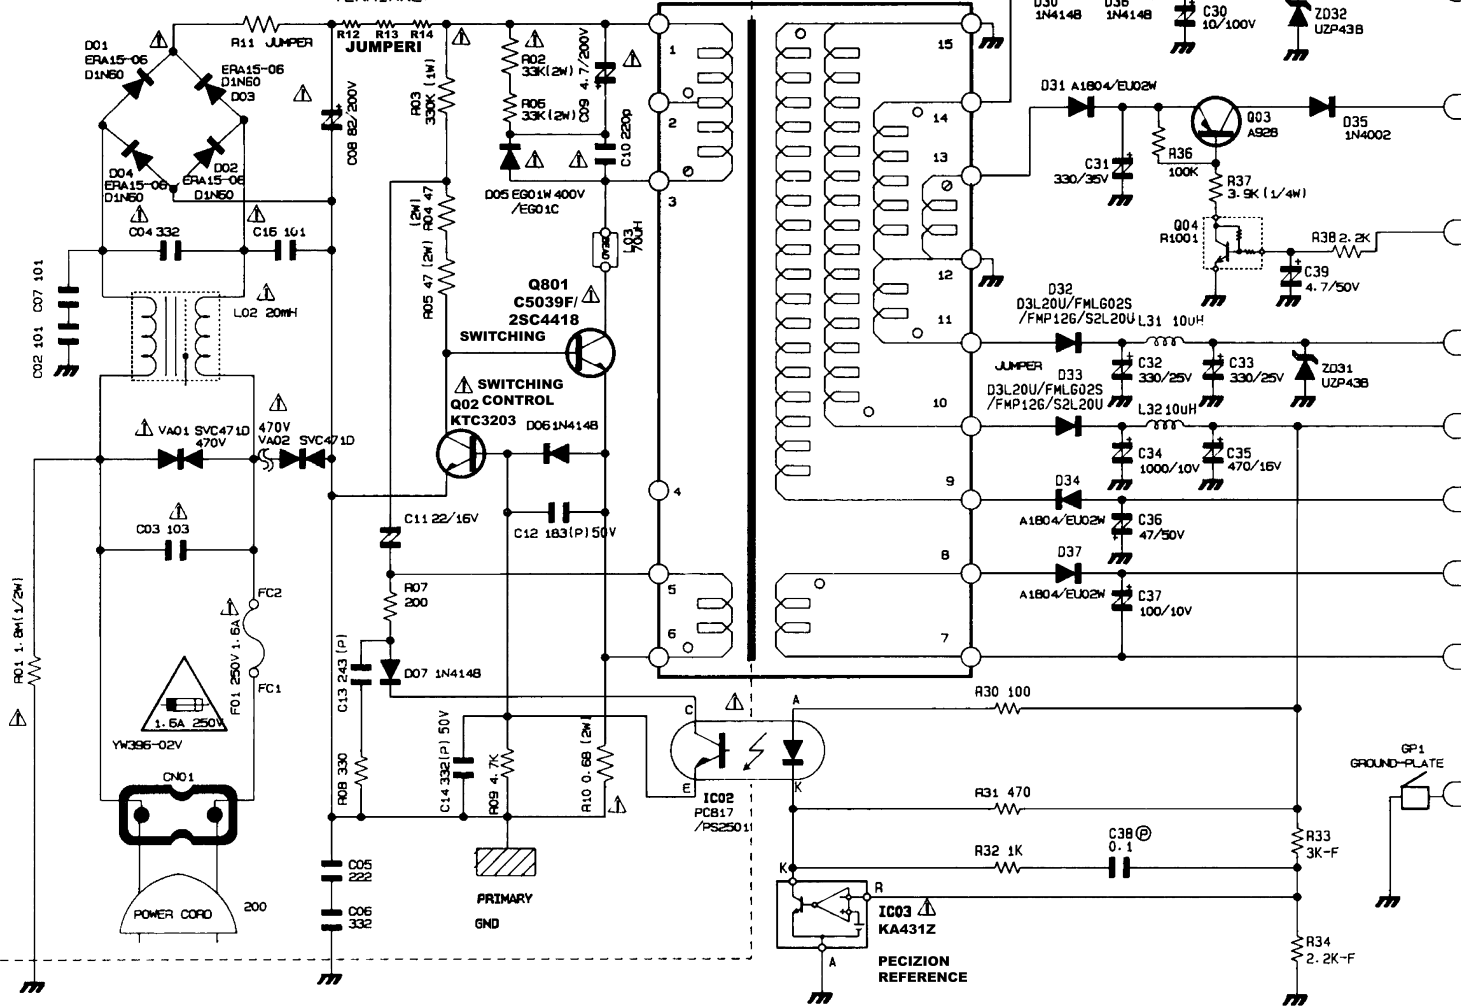 R11 JUMPER
R12 R13 R14
JUMPER1
D01
ERA15-06
D1N60
ERA15-06
D1N60
D03
D04
ERA15-06
D1N60
D02
ERA15-06
D1N60
C08 82/200V
R03
330K (1W)
R02
33K(2W)
R06
33K(2W)
C09 4.7/200V
C10 220p
D05 EG01W 400V
/EG01C
(2W)
R04 47
R05 47 (2W)
BEAD
L03
70UH
C04 332
C15 101
C07 101
C02 101
L02 20mH
Q801
C5039F/
2SC4418
SWITCHING
SWITCHING
CONTROL
Q02
KTC3203
D06 1N4148
VA01 SVC471D
470V
470V
VA02 SVC471D
C03 103
C11 22/16V
C12 183(P) 50V
R01 1.8M(1/2W)
FC2
F01 250V 1.6A
FC1
1.6A 250V
YW396-02V
CN01
POWER CORD
200
R07
200
C13 243 (P)
D07 1N4148
R08 330
C14 332(P) 50V
R09 4.7K
R10 0.68 (2W)
C05
222
C06
332
PRIMARY
GND
1
2
3
4
5
6
15
14
13
12
11
10
9
8
7
D30
1N4148
D36
1N4148
C30
10/100V
ZD32
UZP43B
D31 A1804/EU02W
Q03
A928
D35
1N4002
C31
330/35V
R36
100K
R37
3.9K(1/4W)
Q04
R1001
R38 2.2K
C39
4.7/50V
D32
D3L20U/FMLG02S
/FMP12G/S2L20U
L31 10UH
C32
330/25V
C33
330/25V
ZD31
UZP43B
JUMPER
D33
D3L20U/FMLG02S
/FMP12G/S2L20U
L32 10UH
C34
1000/10V
C35
470/16V
D34
A1804/EU02W
C36
47/50V
D37
A1804/EU02W
C37
100/10V
C
E
A
K
IC02
PC817
/PS2501
R30 100
R31 470
R32 1K
C38 P
0.1
R33
3K-F
R34
2.2K-F
K
R
A
IC03
KA431Z
PECIZION
REFERENCE
GP1
GROUND-PLATE